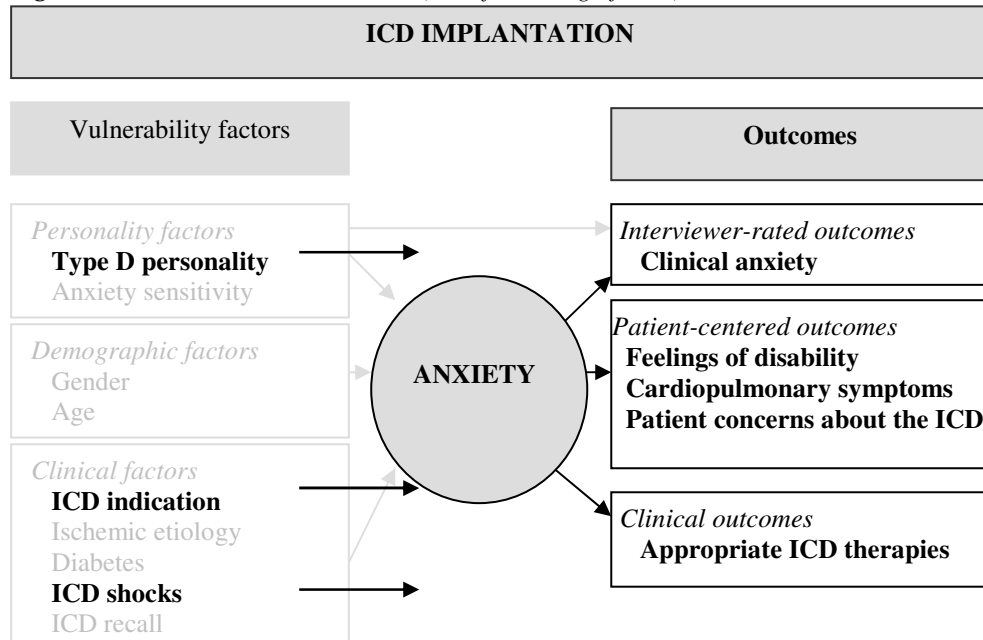 ICD IMPLANTATION
Vulnerability factors
Outcomes
Personality factors
Type D personality
Anxiety sensitivity
Demographic factors
Gender
Age
Clinical factors
ICD indication
Ischemic etiology
Diabetes
ICD shocks
ICD recall
ANXIETY
Interviewer-rated outcomes
Clinical anxiety
Patient-centered outcomes
Feelings of disability
Cardiopulmonary symptoms
Patient concerns about the ICD
Clinical outcomes
Appropriate ICD therapies